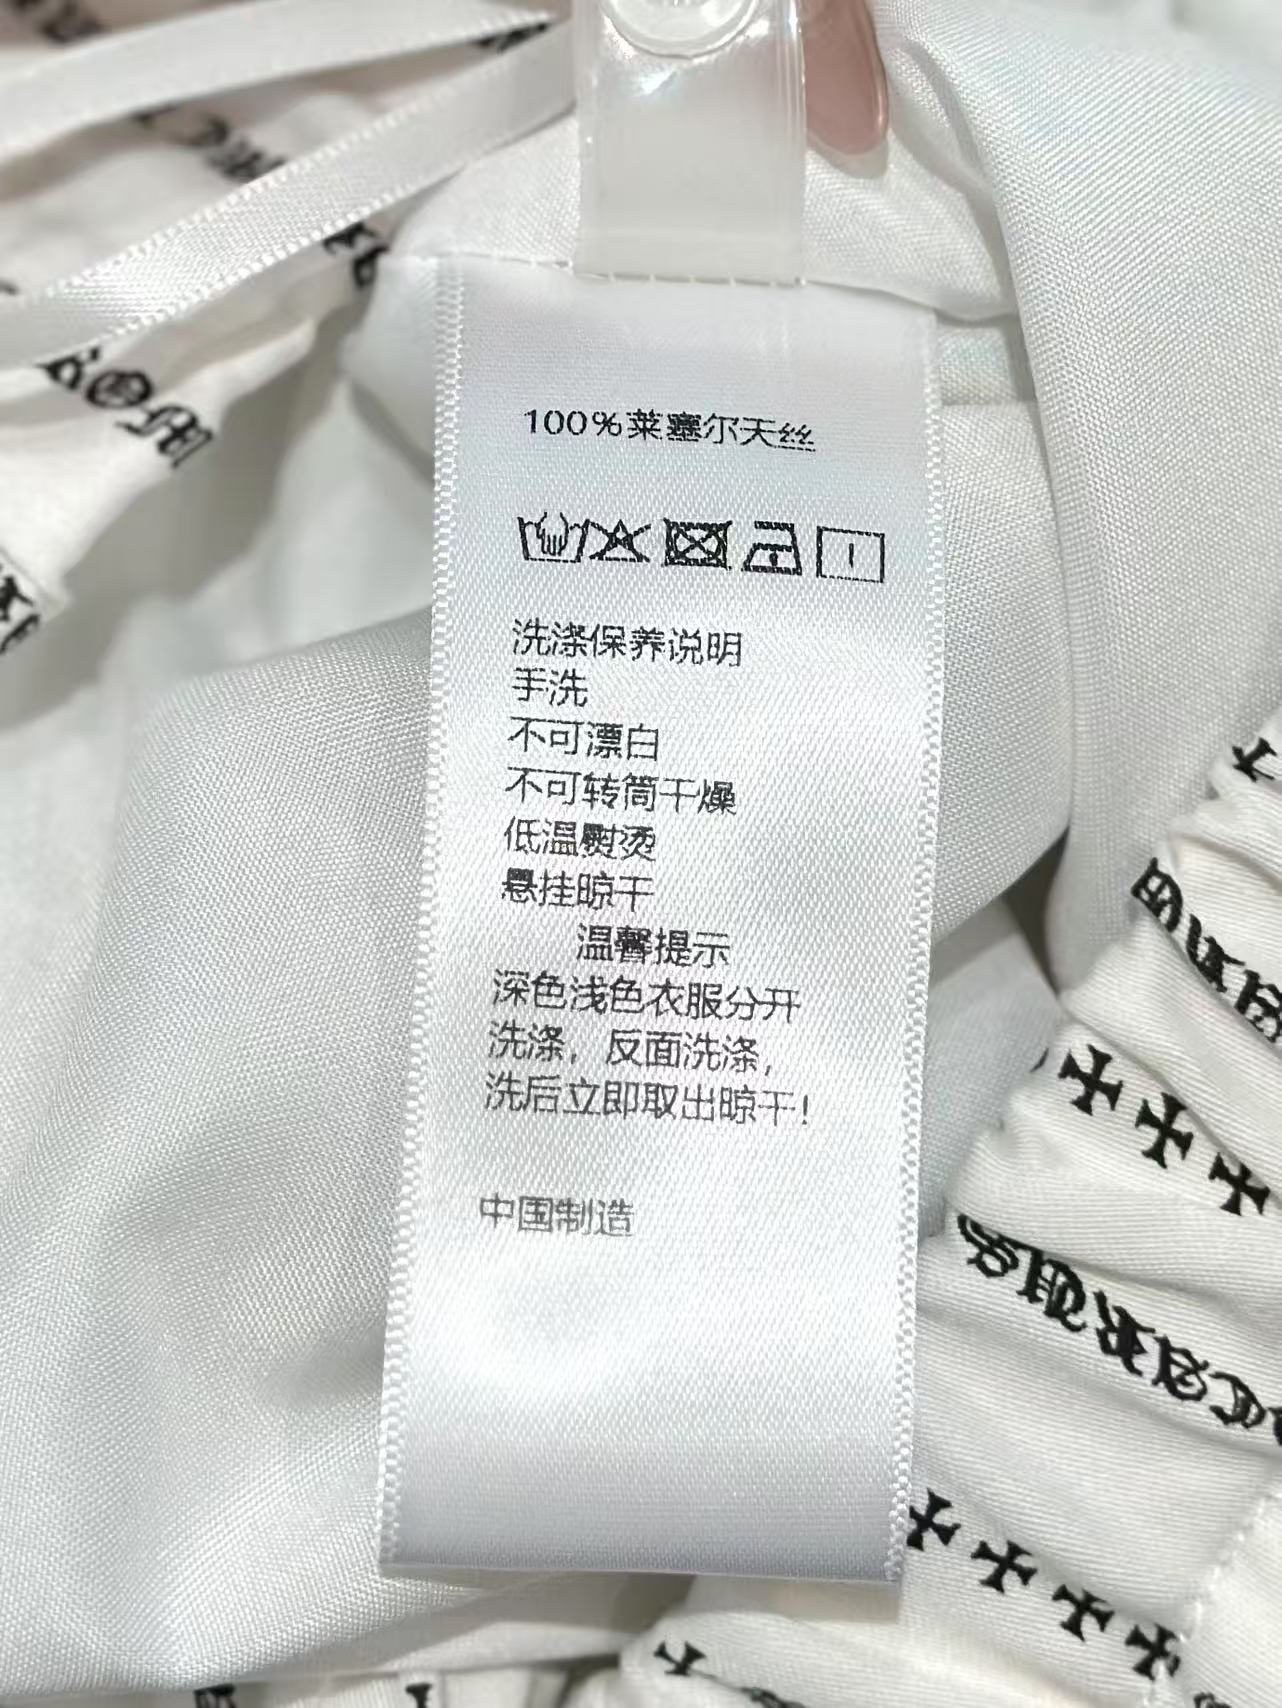 100%莱塞尔天丝
洗涤保养说明
手洗
不可漂白
不可转筒干燥
低温熨烫
悬挂晾干
温馨提示
深色浅色衣服分开
洗涤，反面洗涤，
洗后立即取出晾干!
中国制造